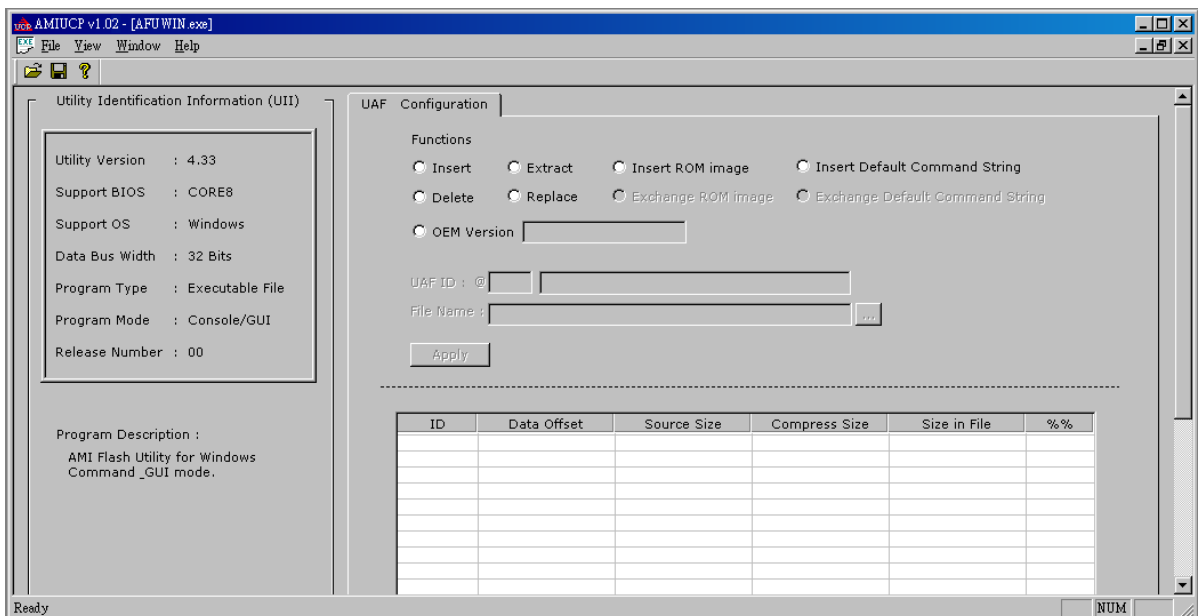 AMIUCP v1.02 - [AFUWIN.exe]
File View Window Help
Utility Identification Information (UII)
Utility Version : 4.33
Support BIOS : CORE8
Support OS : Windows
Data Bus Width : 32 Bits
Program Type : Executable File
Program Mode : Console/GUI
Release Number : 00
Program Description :
AMI Flash Utility for Windows
Command _GUI mode.
UAF Configuration
Functions
Insert Extract Insert ROM image Insert Default Command String
Delete Replace Exchange ROM image Exchange Default Command String
OEM Version
UAF ID : @
File Name :
...
Apply
ID Data Offset Source Size Compress Size Size in File %%
Ready NUM